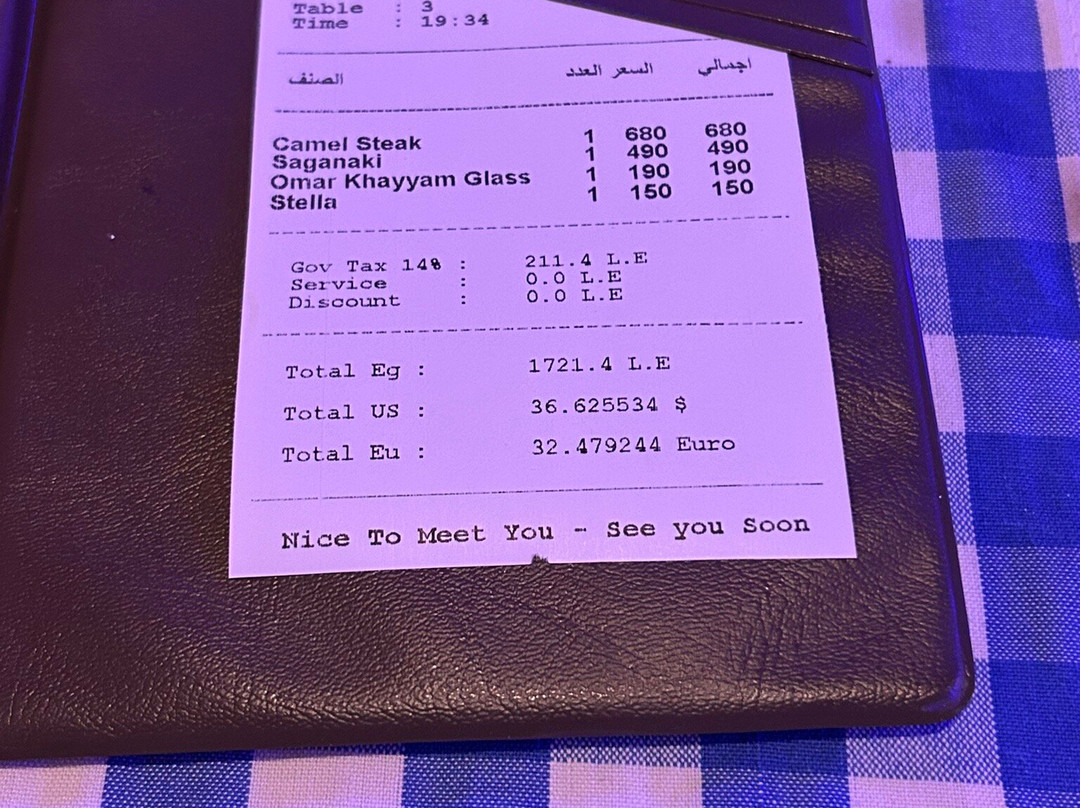 Table : 3
Time : 19:34
الصنف العدد السعر اجمالي
Camel Steak 1 680 680
Saganaki 1 490 490
Omar Khayyam Glass 1 190 190
Stella 1 150 150
Gov Tax 14% : 211.4 L.E
Service : 0.0 L.E
Discount : 0.0 L.E
Total Eg : 1721.4 L.E
Total US : 36.625534 $
Total Eu : 32.479244 Euro
Nice To Meet You - See you Soon